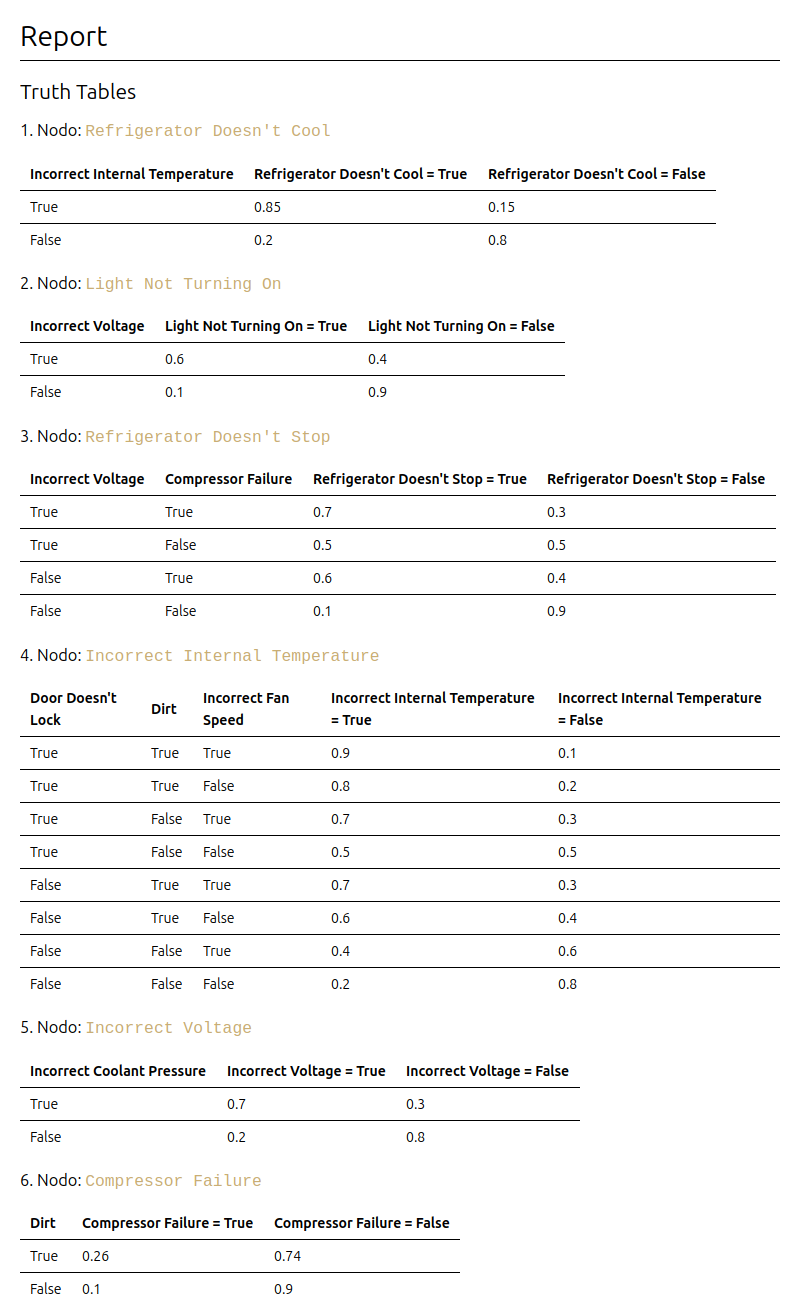 Report
Truth Tables
1. Nodo: Refrigerator Doesn't Cool
Incorrect Internal Temperature Refrigerator Doesn't Cool = True Refrigerator Doesn't Cool = False
True 0.85 0.15
False 0.2 0.8
2. Nodo: Light Not Turning On
Incorrect Voltage Light Not Turning On = True Light Not Turning On = False
True 0.6 0.4
False 0.1 0.9
3. Nodo: Refrigerator Doesn't Stop
Incorrect Voltage Compressor Failure Refrigerator Doesn't Stop = True Refrigerator Doesn't Stop = False
True True 0.7 0.3
True False 0.5 0.5
False True 0.6 0.4
False False 0.1 0.9
4. Nodo: Incorrect Internal Temperature
Door Doesn't
Lock
Dirt
Incorrect Fan
Speed
Incorrect Internal Temperature
= True
Incorrect Internal Temperature
= False
True True True 0.9 0.1
True True False 0.8 0.2
True False True 0.7 0.3
True False False 0.5 0.5
False True True 0.7 0.3
False True False 0.6 0.4
False False True 0.4 0.6
False False False 0.2 0.8
5. Nodo: Incorrect Voltage
Incorrect Coolant Pressure Incorrect Voltage = True Incorrect Voltage = False
True 0.7 0.3
False 0.2 0.8
6. Nodo: Compressor Failure
Dirt Compressor Failure = True Compressor Failure = False
True 0.26 0.74
False 0.1 0.9